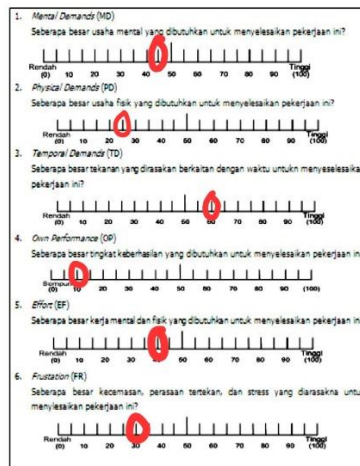 1. Mental Demands (MD)
Seberapa besar usaha mental yang dibutuhkan untuk menyelesaikan pekerjaan ini?
Rendah Tinggi
(0) 10 20 30 40 50 60 70 80 90 (100)
2. Physical Demands (PD)
Seberapa besar usaha fisik yang dibutuhkan untuk menyelesaikan pekerjaan ini?
Rendah Tinggi
(0) 10 20 30 40 50 60 70 80 90 (100)
3. Temporal Demands (TD)
Seberapa besar tekanan yang dirasakan berkaitan dengan waktu untukn menyeselesaikan
pekerjaan ini?
Rendah Tinggi
(0) 10 20 30 40 50 60 70 80 90 (100)
4. Own Performance (OP)
Seberapa besar tingkat keberhasilan yang dibutuhkan untuk menyelesaikan pekerjaan in
(0) 10 20 30 40 50 60 70 80 90 (100)
5. Effort (EF)
Seberapa besar kerja mental dan fisik yang dibutuhkan untuk menyelesaikan pekerjaan in
Rendah Tinggi
(0) 10 20 30 40 50 60 70 80 90 (100)
6. Frustation (FR)
Seberapa besar kecemasan, perasaan tertekan, dan stress yang diarasakna untu
menylesaikan pekerjaan ini?
Rendah Tinggi
(0) 10 20 30 40 50 60 70 80 90 (100)